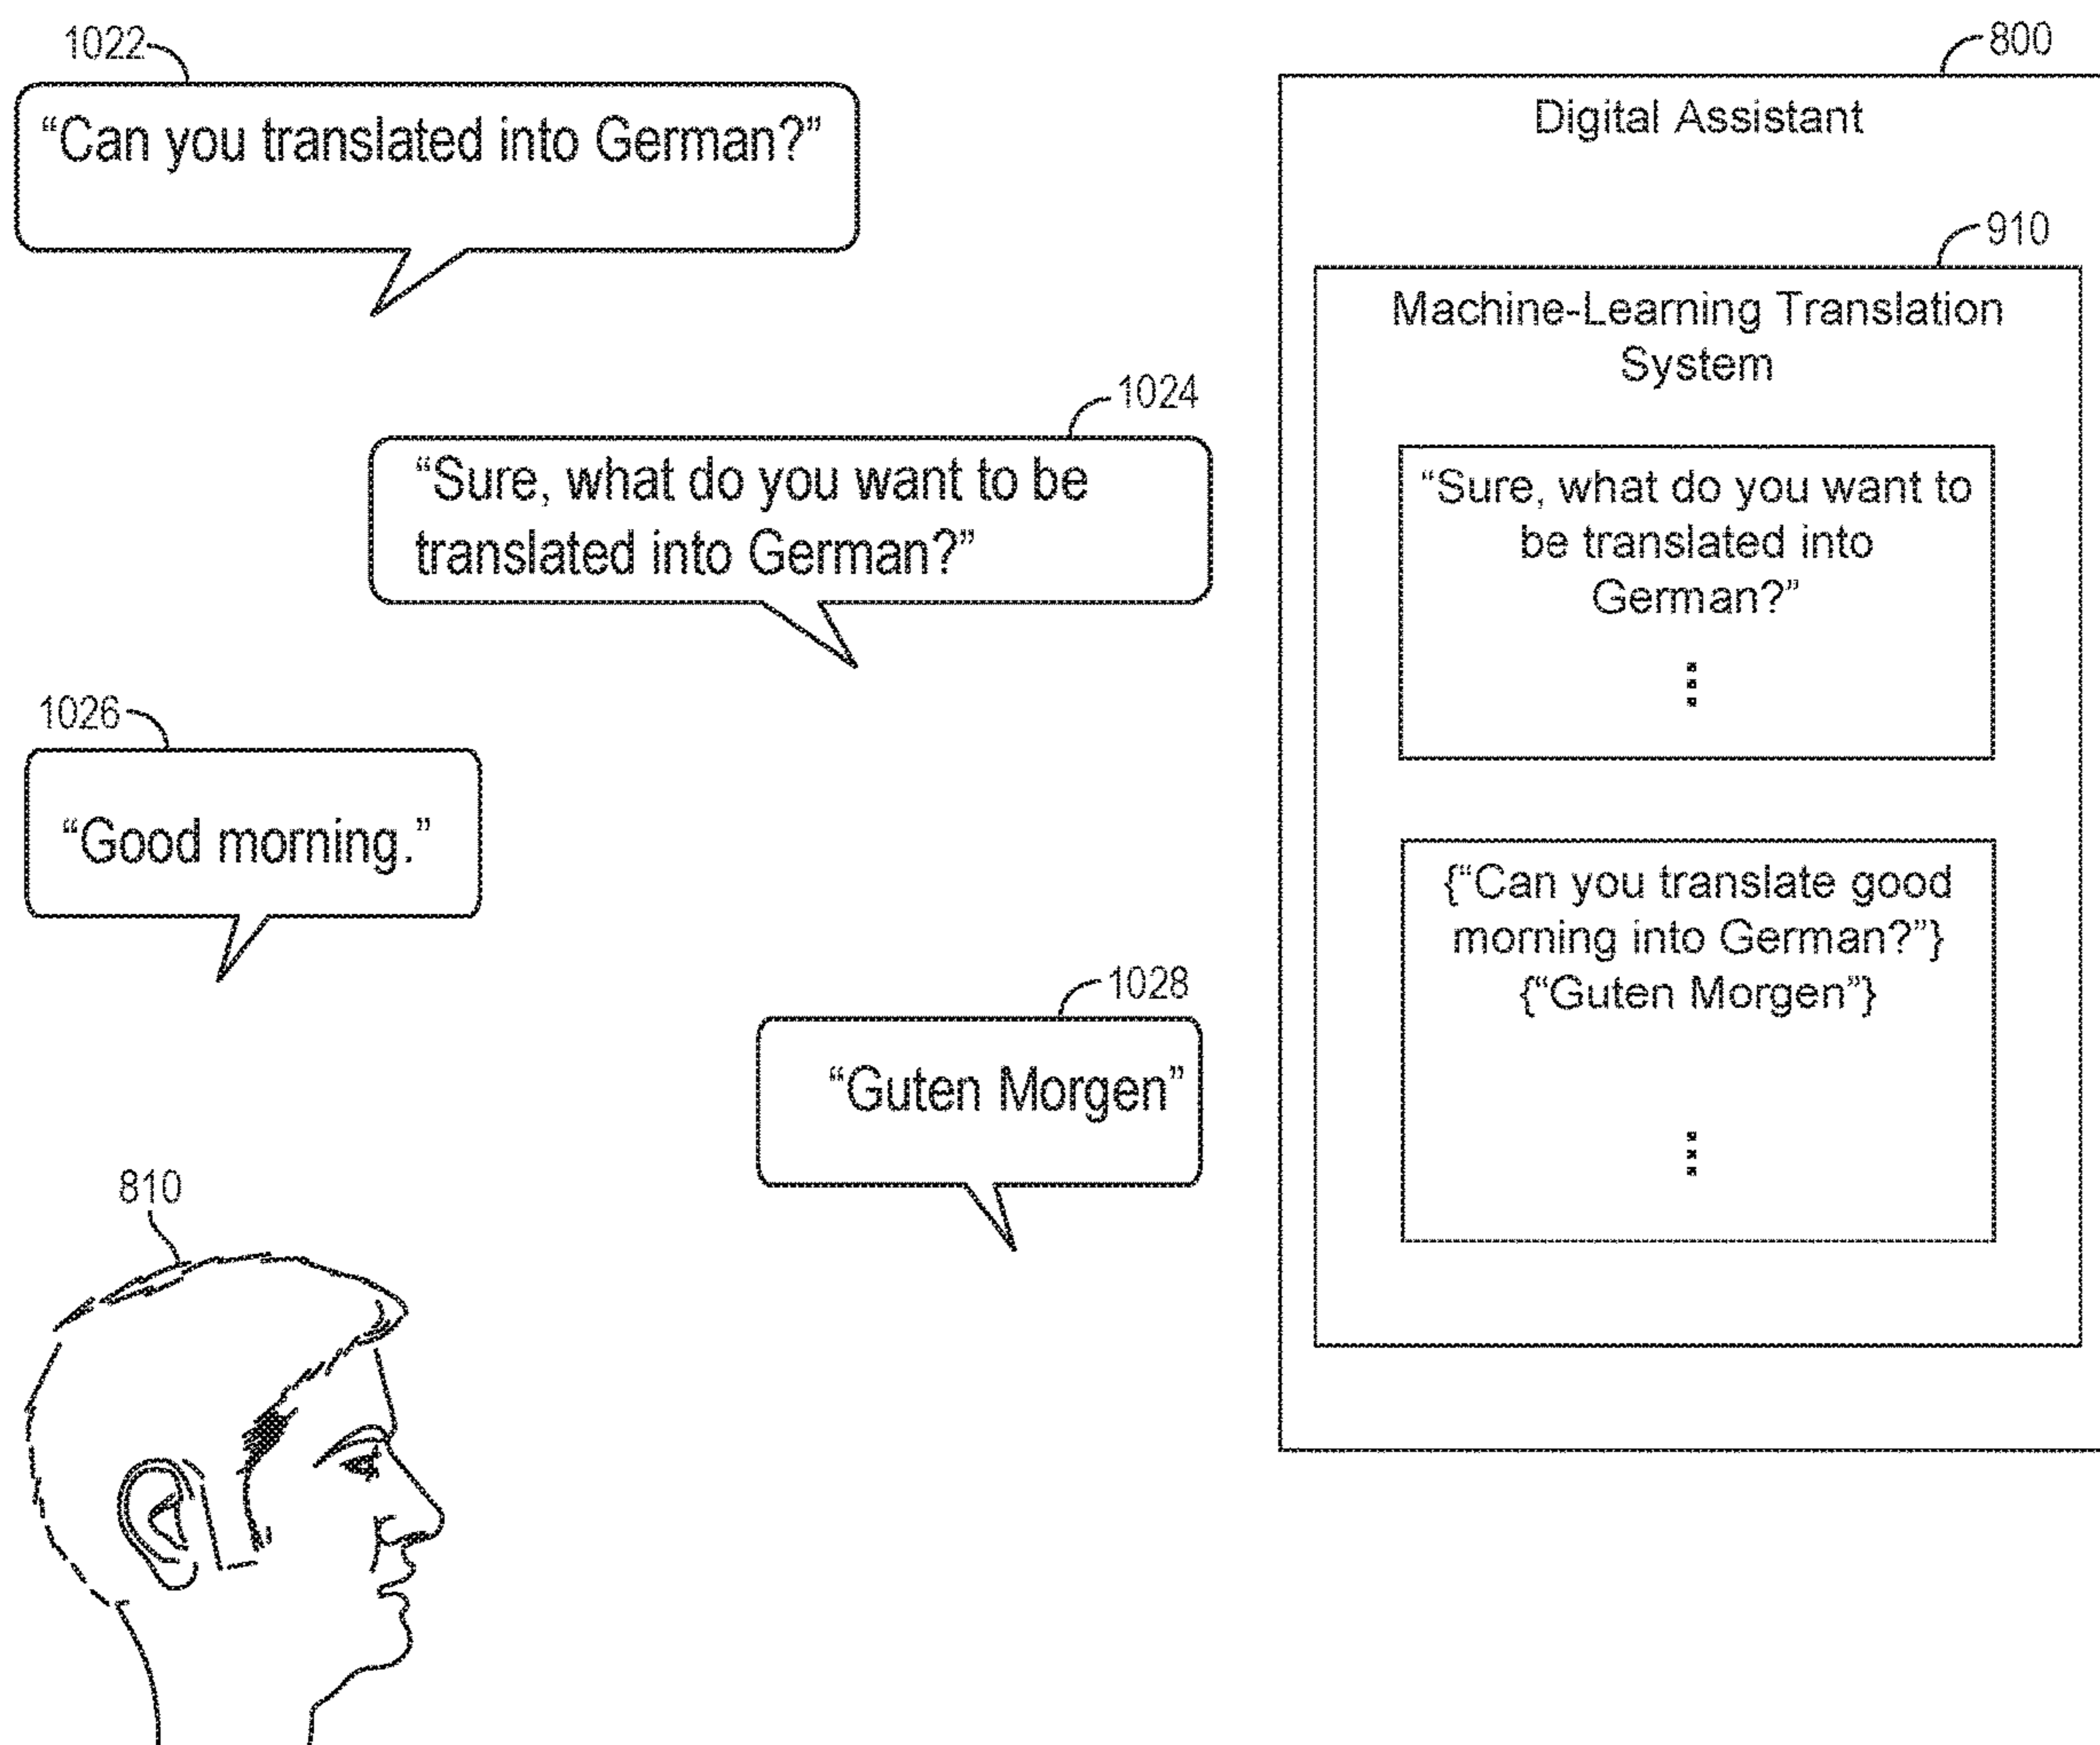 1022
“Can you translated into German?”
1024
“Sure, what do you want to be
translated into German?”
1026
“Good morning.”
1028
“Guten Morgen”
810
800
Digital Assistant
910
Machine-Learning Translation
System
“Sure, what do you want to
be translated into
German?”
{“Can you translate good
morning into German?”}
{“Guten Morgen”}